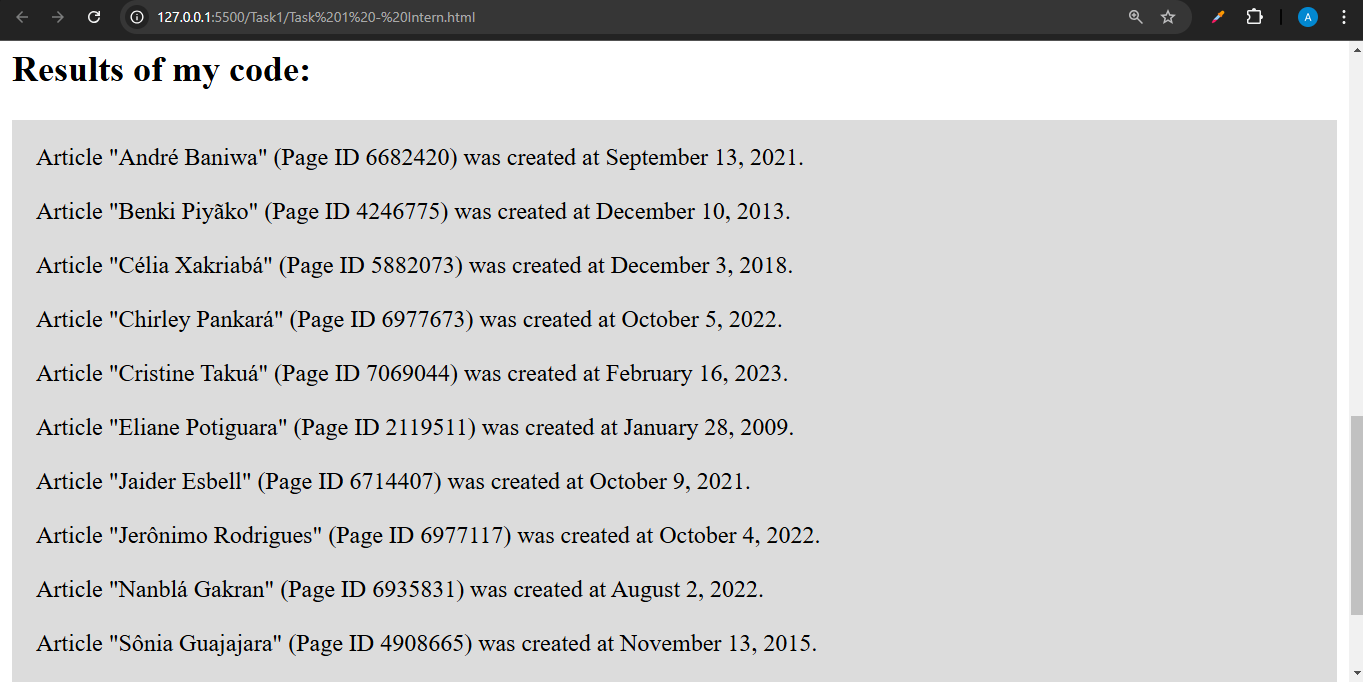 127.0.0.1:5500/Task1/Task%201%20-%20Intern.html
A
Results of my code:
Article "André Baniwa" (Page ID 6682420) was created at September 13, 2021.
Article "Benki Piyãko" (Page ID 4246775) was created at December 10, 2013.
Article "Célia Xakriabá" (Page ID 5882073) was created at December 3, 2018.
Article "Chirley Pankará" (Page ID 6977673) was created at October 5, 2022.
Article "Cristine Takuá" (Page ID 7069044) was created at February 16, 2023.
Article "Eliane Potiguara" (Page ID 2119511) was created at January 28, 2009.
Article "Jaider Esbell" (Page ID 6714407) was created at October 9, 2021.
Article "Jerônimo Rodrigues" (Page ID 6977117) was created at October 4, 2022.
Article "Nanblá Gakran" (Page ID 6935831) was created at August 2, 2022.
Article "Sônia Guajajara" (Page ID 4908665) was created at November 13, 2015.